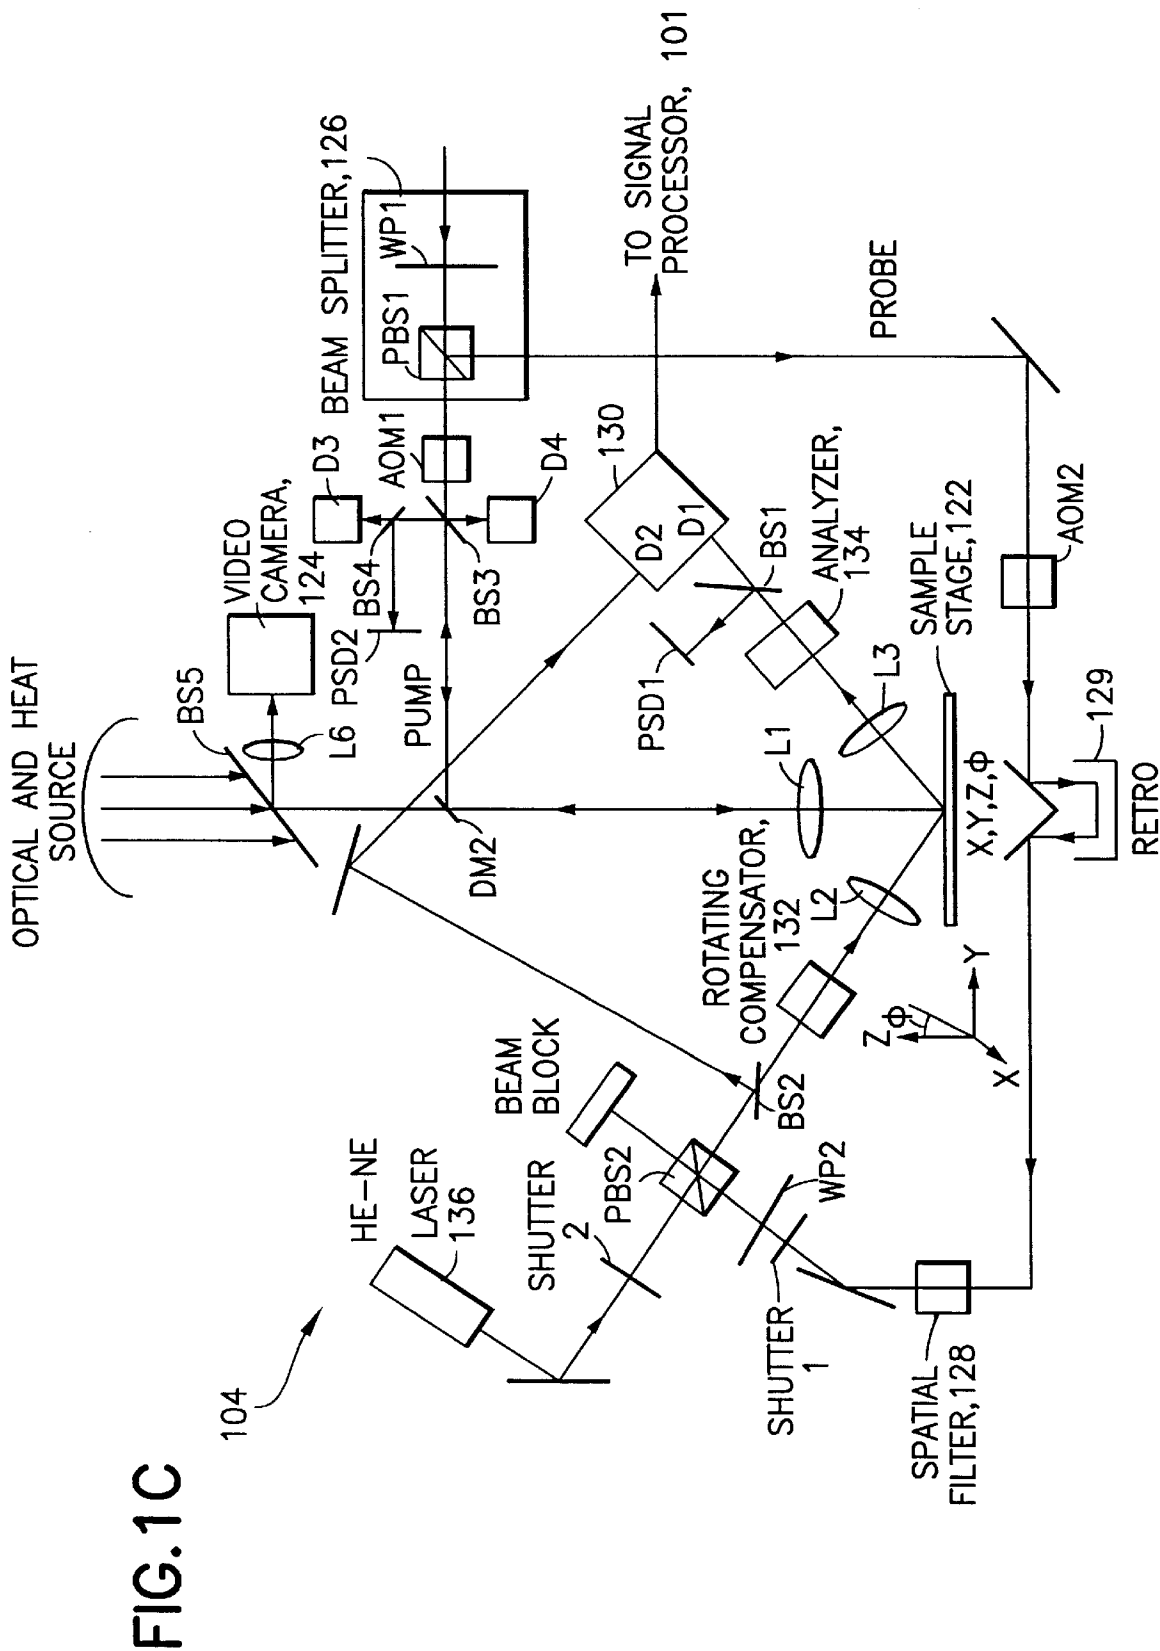 FIG.1C
104
OPTICAL AND HEAT
SOURCE
BS5
VIDEO
CAMERA,
124
L6
PSD2
BS4
D3
BEAM SPLITTER,126
AOM1
PBS1
WP1
D4
BS3
PUMP
DM2
130
D2
D1
TO SIGNAL
PROCESSOR, 101
HE-NE
LASER
136
SHUTTER
2
BEAM
BLOCK
PBS2
BS2
ROTATING
COMPENSATOR,
132
L2
L1
L3
PSD1
BS1
ANALYZER,
134
PROBE
WP2
SHUTTER
1
SPATIAL
FILTER,128
Z
Φ
Y
X
X,Y,Z,Φ
SAMPLE
STAGE,122
AOM2
129
RETRO